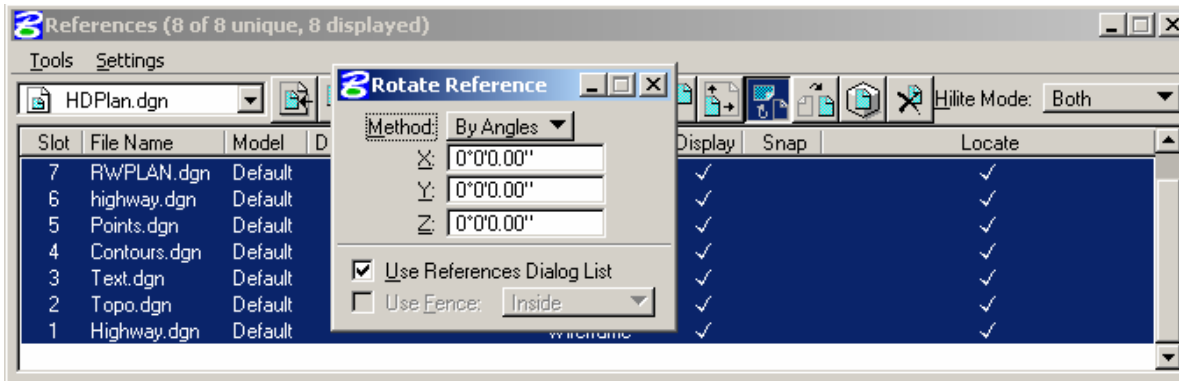 References (8 of 8 unique, 8 displayed)
Tools Settings
HDPlan.dgn
Hilite Mode: Both
Rotate Reference
Method: By Angles
X: 0°0'0.00"
Y: 0°0'0.00"
Z: 0°0'0.00"
Use References Dialog List
Use Fence: Inside
Slot File Name Model D Display Snap Locate
7 RWPLAN.dgn Default
6 highway.dgn Default
5 Points.dgn Default
4 Contours.dgn Default
3 Text.dgn Default
2 Topo.dgn Default
1 Highway.dgn Default